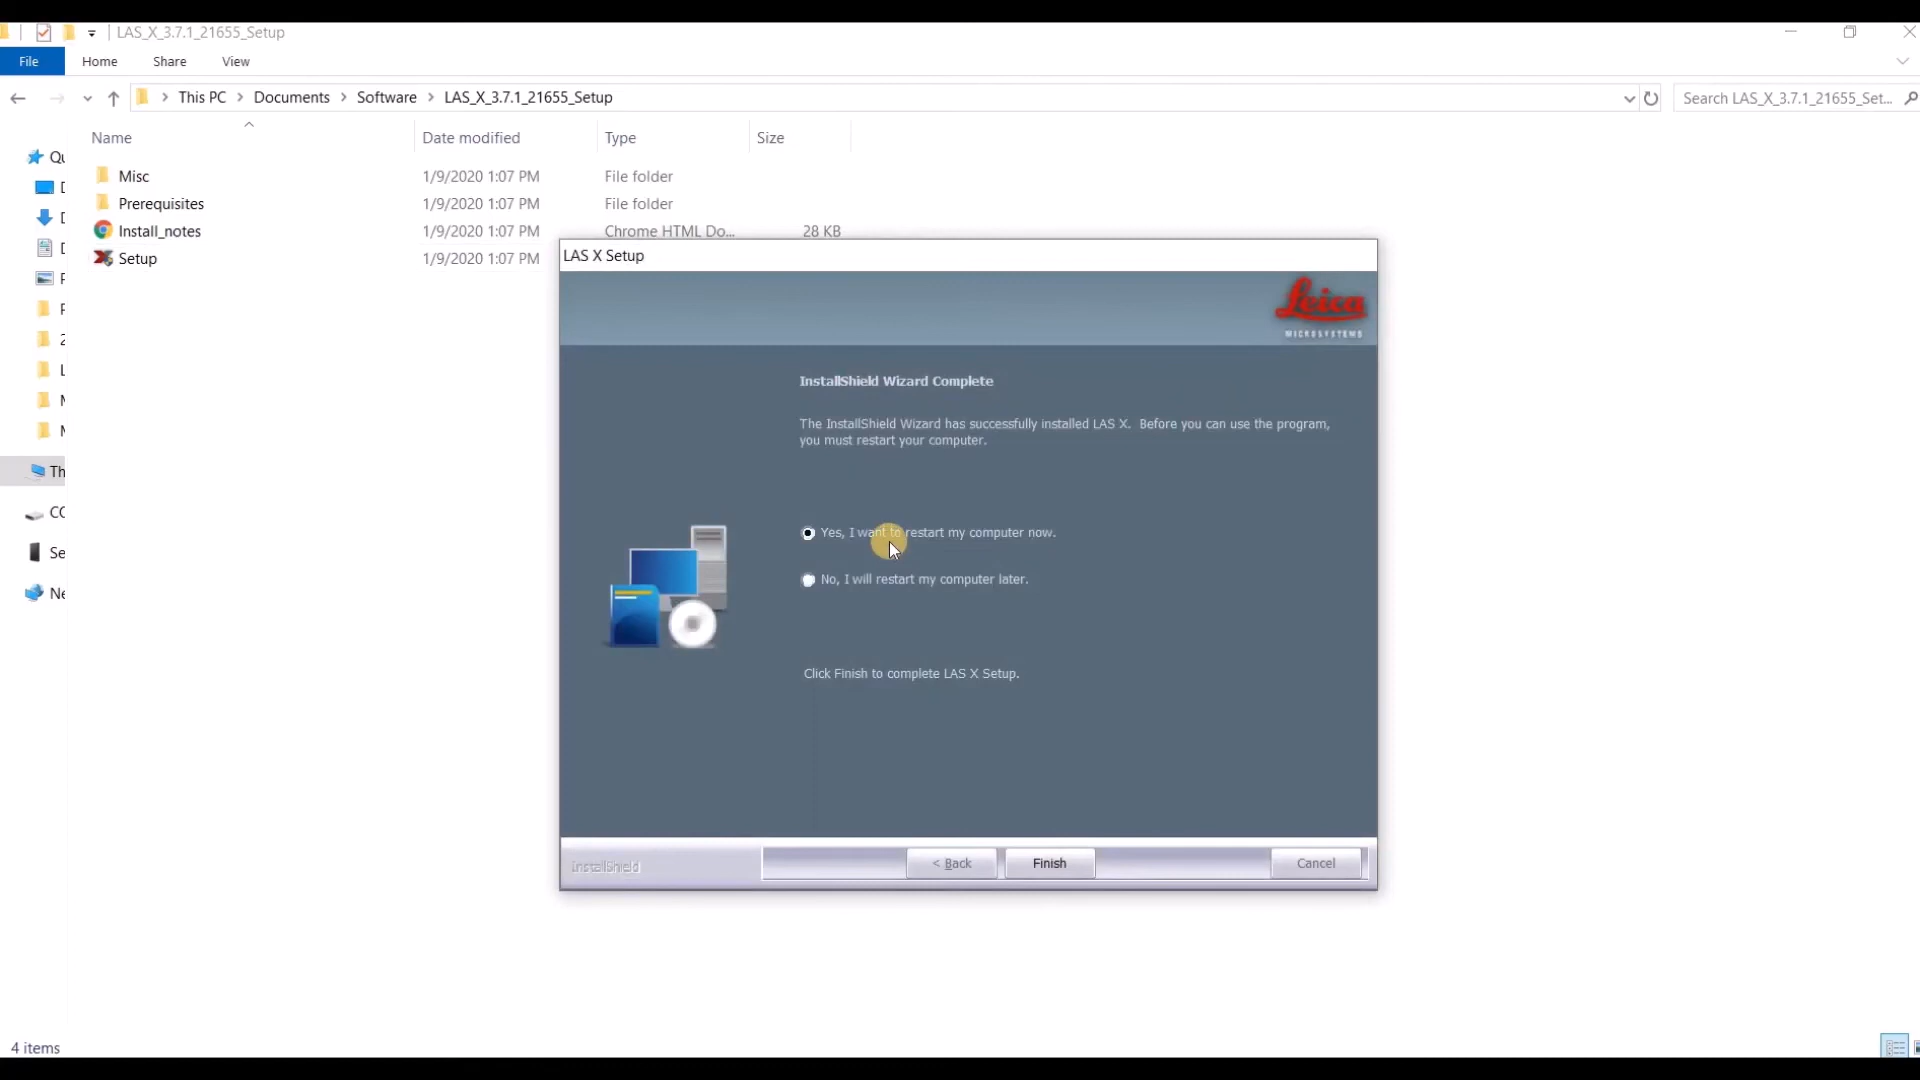 LAS_X_3.7.1_21655_Setup
File Home Share View
This PC Documents Software LAS_X_3.7.1_21655_Setup
Search LAS_X_3.7.1_21655_Set...
Name Date modified Type Size
Misc 1/9/2020 1:07 PM File folder
Prerequisites 1/9/2020 1:07 PM File folder
Install_notes 1/9/2020 1:07 PM Chrome HTML Do... 28 KB
Setup 1/9/2020 1:07 PM
LAS X Setup
Leica
MICROSYSTEMS
InstallShield Wizard Complete
The InstallShield Wizard has successfully installed LAS X. Before you can use the program,
you must restart your computer.
Yes, I want to restart my computer now.
No, I will restart my computer later.
Click Finish to complete LAS X Setup.
InstallShield
< Back Finish Cancel
4 items